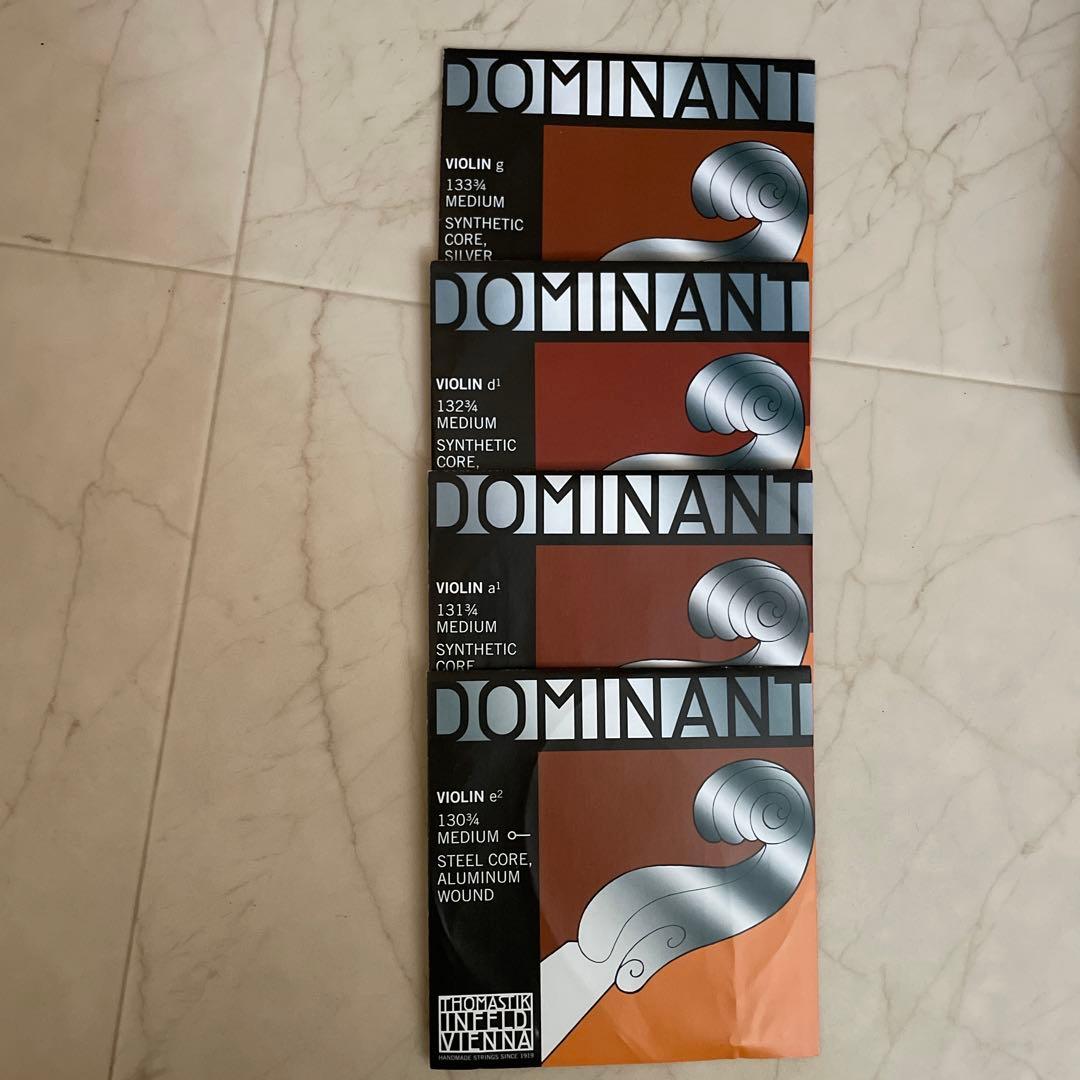 DOMINANT
VIOLIN g
133¾
MEDIUM
SYNTHETIC
CORE,
SILVER
DOMINANT
VIOLIN d¹
132¾
MEDIUM
SYNTHETIC
CORE,
DOMINANT
VIOLIN a¹
131¾
MEDIUM
SYNTHETIC
CORE
DOMINANT
VIOLIN e²
130¾
MEDIUM
STEEL CORE,
ALUMINUM
WOUND
THOMASTIK
INFELD
VIENNA
HANDMADE STRINGS SINCE 1919